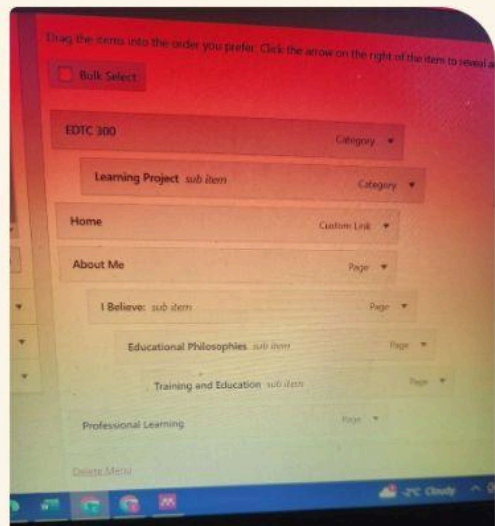 Drag the items into the order you prefer. Click the arrow on the right of the item to reveal
Bulk Select
EDTC 300 Category
Learning Project sub item Category
Home Custom Link
About Me Page
I Believe: sub item Page
Educational Philosophies sub item Page
Training and Education sub item Page
Professional Learning Page
Delete Menu
-2°C Cloudy